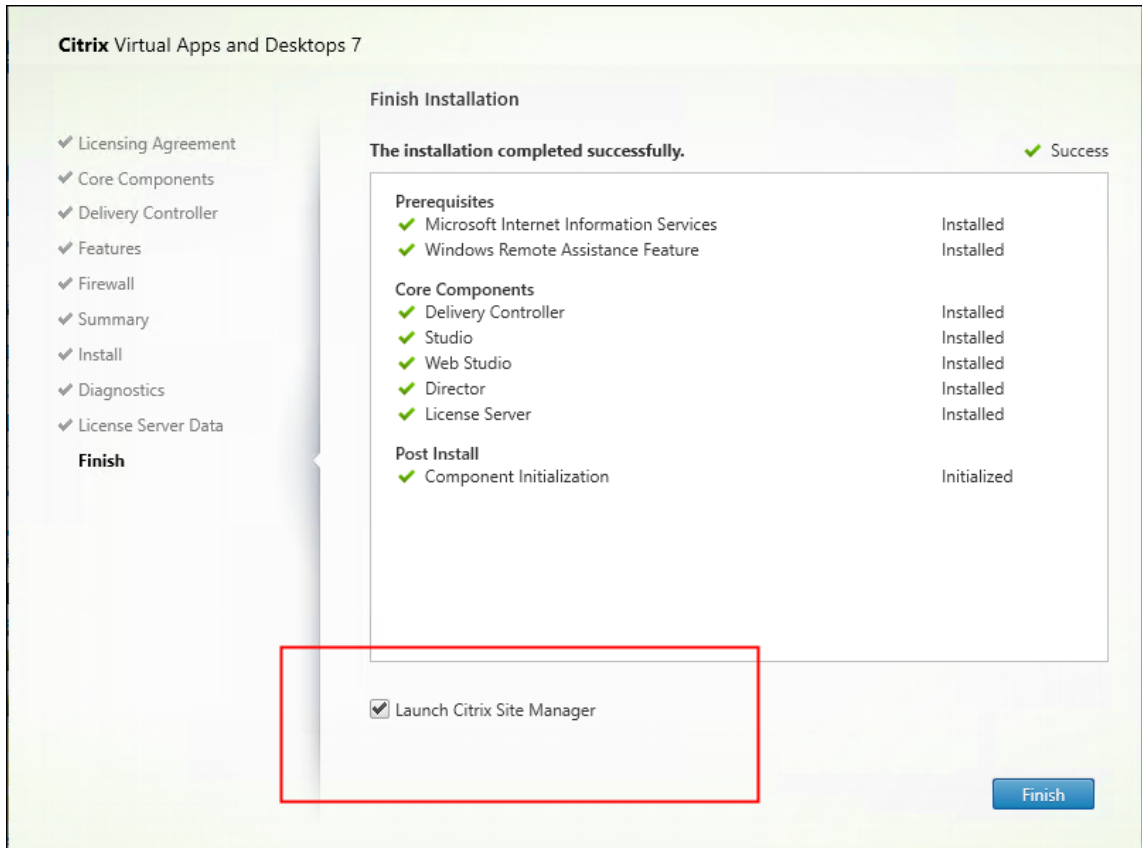 Citrix Virtual Apps and Desktops 7
Licensing Agreement
Core Components
Delivery Controller
Features
Firewall
Summary
Install
Diagnostics
License Server Data
Finish
Finish Installation
The installation completed successfully.
Success
Prerequisites
Microsoft Internet Information Services Installed
Windows Remote Assistance Feature Installed
Core Components
Delivery Controller Installed
Studio Installed
Web Studio Installed
Director Installed
License Server Installed
Post Install
Component Initialization Initialized
Launch Citrix Site Manager
Finish